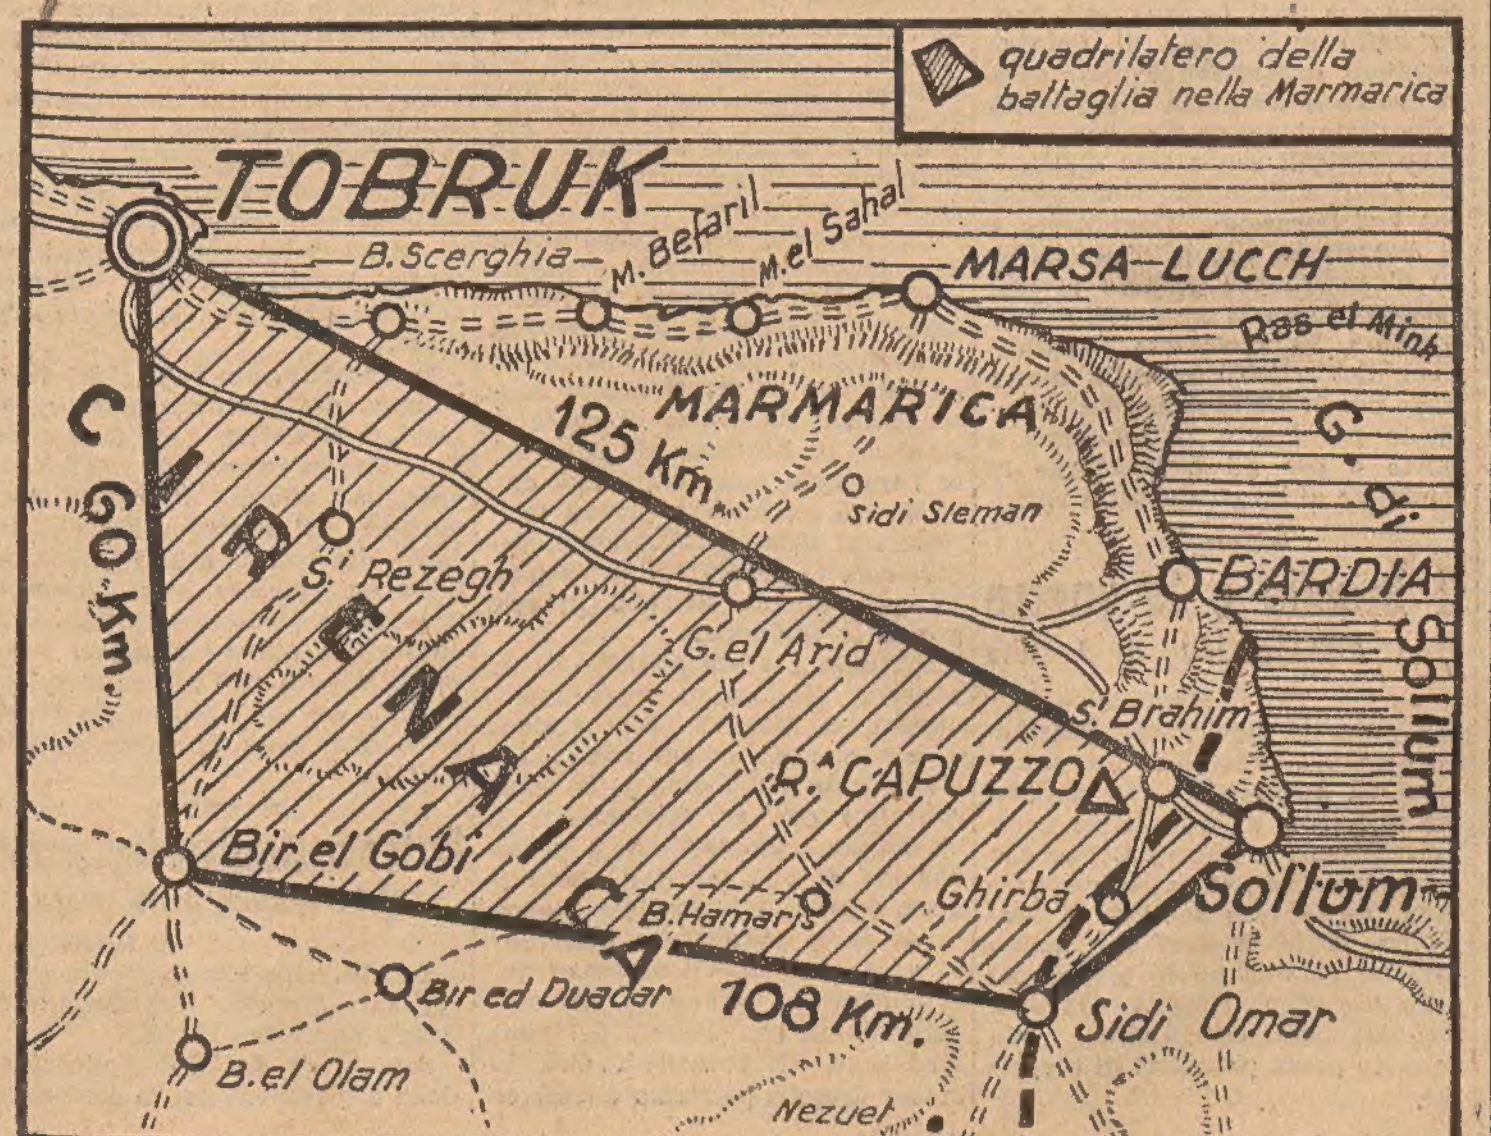 quadrilatero della
battaglia nella Marmarica
TOBRUK
B. Scerghia
M. Befaril
M. el Sahal
MARSA-LUCCH
Ras el Minh
MARMARICA
125 Km
Sidi Sleman
G. di Sollum
BARDIA
CIRENAICA
60 Km
S.' Rezegh
G. el Arid
S. Brahim
R.A CAPUZZO
Bir el Gobi
Ghirba
Sollum
B. Hamaris
Bir ed Duadar
108 Km.
Sidi Omar
B. el Olam
Nezuet